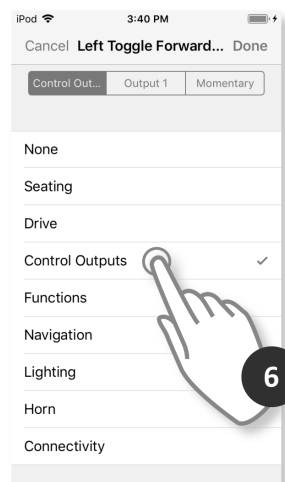 iPod 3:40 PM
Cancel Left Toggle Forward... Done
Control Out... Output 1 Momentary
None
Seating
Drive
Control Outputs
Functions
Navigation
Lighting
Horn
Connectivity
6